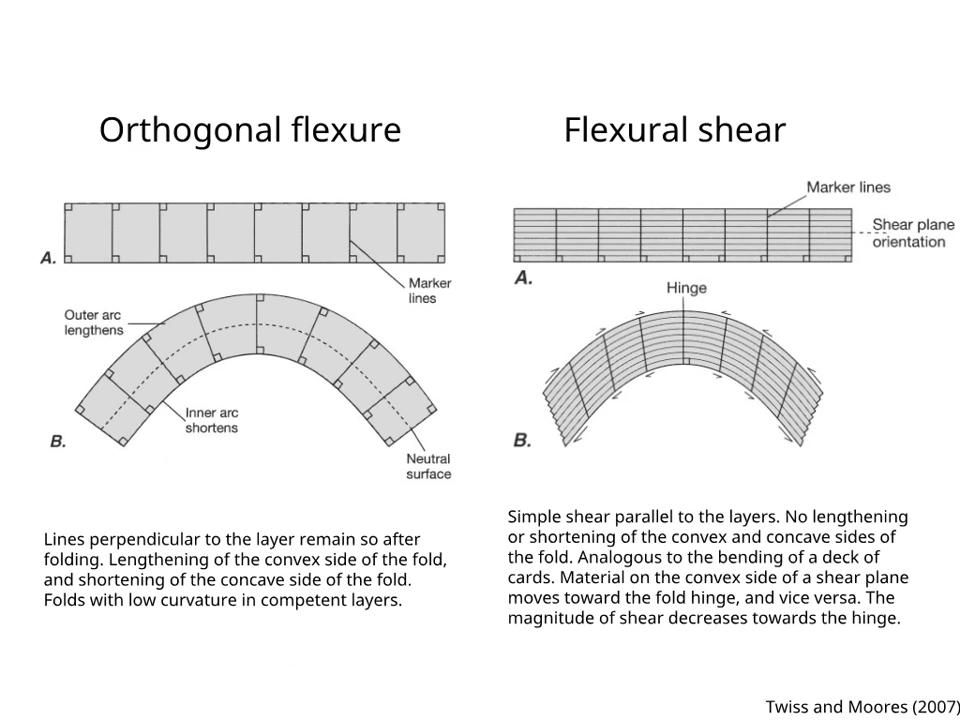 Orthogonal flexure
A.
Marker
lines
Outer arc
lengthens
Inner arc
shortens
B.
Neutral
surface
Lines perpendicular to the layer remain so after
folding. Lengthening of the convex side of the fold,
and shortening of the concave side of the fold.
Folds with low curvature in competent layers.
Flexural shear
Marker lines
Shear plane
orientation
A.
Hinge
B.
Simple shear parallel to the layers. No lengthening
or shortening of the convex and concave sides of
the fold. Analogous to the bending of a deck of
cards. Material on the convex side of a shear plane
moves toward the fold hinge, and vice versa. The
magnitude of shear decreases towards the hinge.
Twiss and Moores (2007)